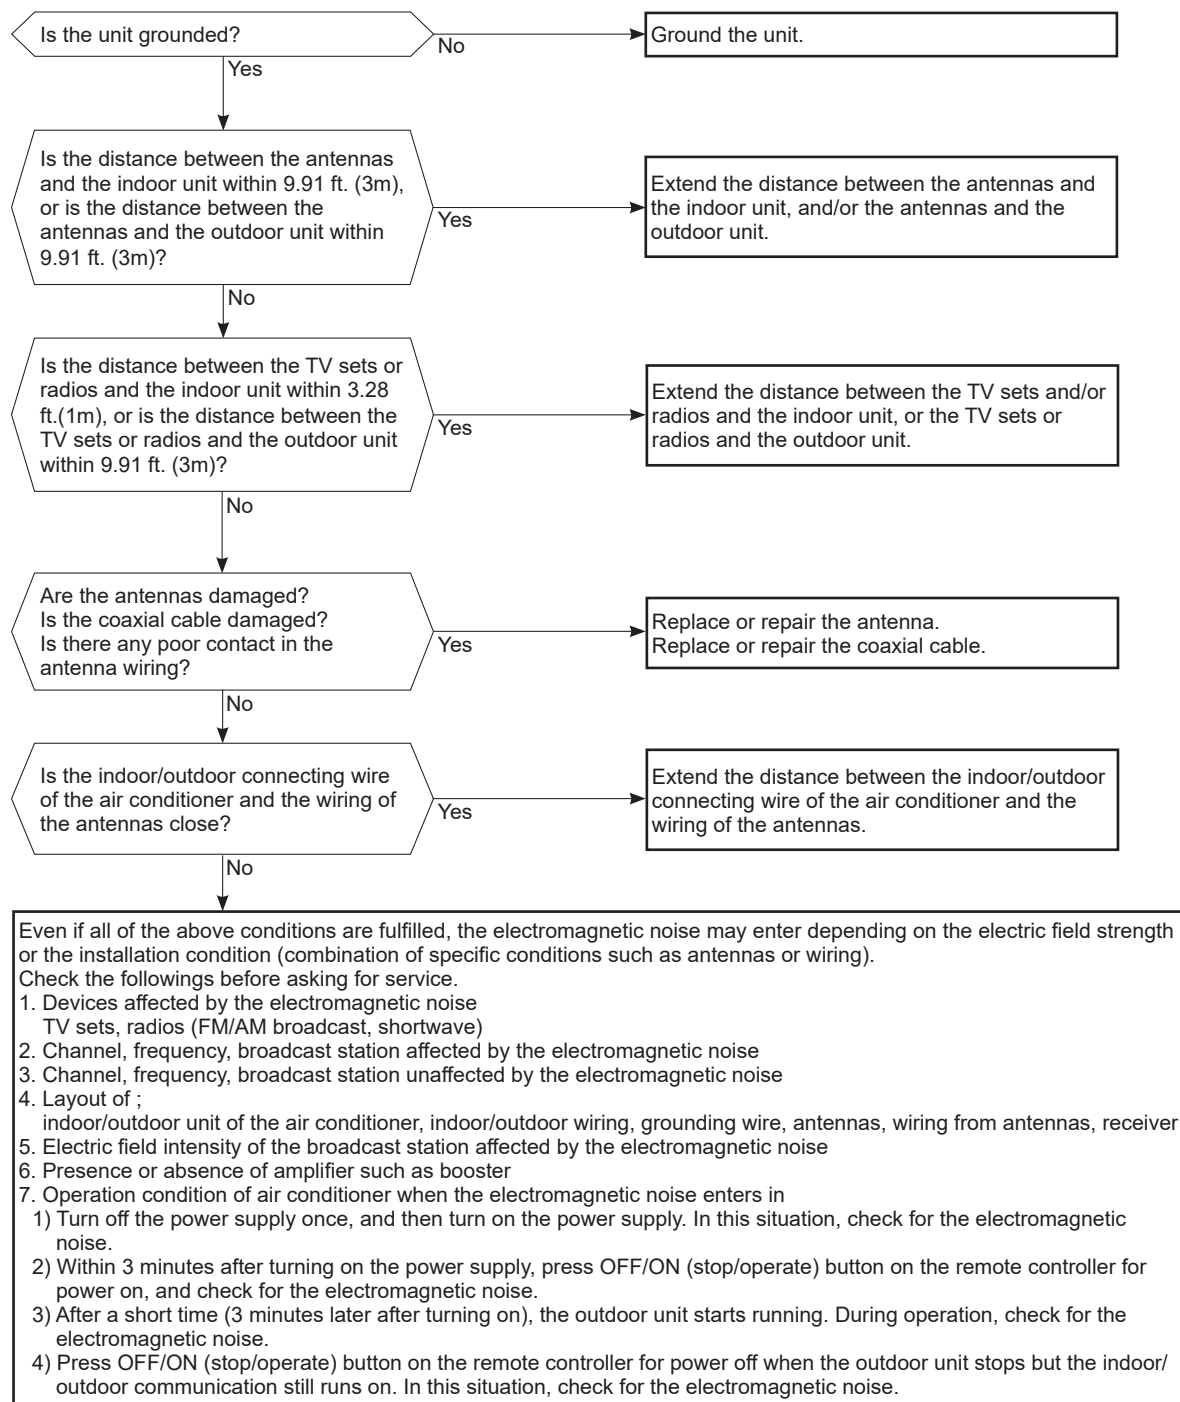 Is the unit grounded?
No
Ground the unit.
Yes
Is the distance between the antennas
and the indoor unit within 9.91 ft. (3m),
or is the distance between the
antennas and the outdoor unit within
9.91 ft. (3m)?
Yes
Extend the distance between the antennas and
the indoor unit, and/or the antennas and the
outdoor unit.
No
Is the distance between the TV sets or
radios and the indoor unit within 3.28
ft.(1m), or is the distance between the
TV sets or radios and the outdoor unit
within 9.91 ft. (3m)?
Yes
Extend the distance between the TV sets and/or
radios and the indoor unit, or the TV sets or
radios and the outdoor unit.
No
Are the antennas damaged?
Is the coaxial cable damaged?
Is there any poor contact in the
antenna wiring?
Yes
Replace or repair the antenna.
Replace or repair the coaxial cable.
No
Is the indoor/outdoor connecting wire
of the air conditioner and the wiring of
the antennas close?
Yes
Extend the distance between the indoor/outdoor
connecting wire of the air conditioner and the
wiring of the antennas.
No
Even if all of the above conditions are fulfilled, the electromagnetic noise may enter depending on the electric field strength
or the installation condition (combination of specific conditions such as antennas or wiring).
Check the followings before asking for service.
1. Devices affected by the electromagnetic noise
TV sets, radios (FM/AM broadcast, shortwave)
2. Channel, frequency, broadcast station affected by the electromagnetic noise
3. Channel, frequency, broadcast station unaffected by the electromagnetic noise
4. Layout of ;
indoor/outdoor unit of the air conditioner, indoor/outdoor wiring, grounding wire, antennas, wiring from antennas, receiver
5. Electric field intensity of the broadcast station affected by the electromagnetic noise
6. Presence or absence of amplifier such as booster
7. Operation condition of air conditioner when the electromagnetic noise enters in
1) Turn off the power supply once, and then turn on the power supply. In this situation, check for the electromagnetic
noise.
2) Within 3 minutes after turning on the power supply, press OFF/ON (stop/operate) button on the remote controller for
power on, and check for the electromagnetic noise.
3) After a short time (3 minutes later after turning on), the outdoor unit starts running. During operation, check for the
electromagnetic noise.
4) Press OFF/ON (stop/operate) button on the remote controller for power off when the outdoor unit stops but the indoor/
outdoor communication still runs on. In this situation, check for the electromagnetic noise.